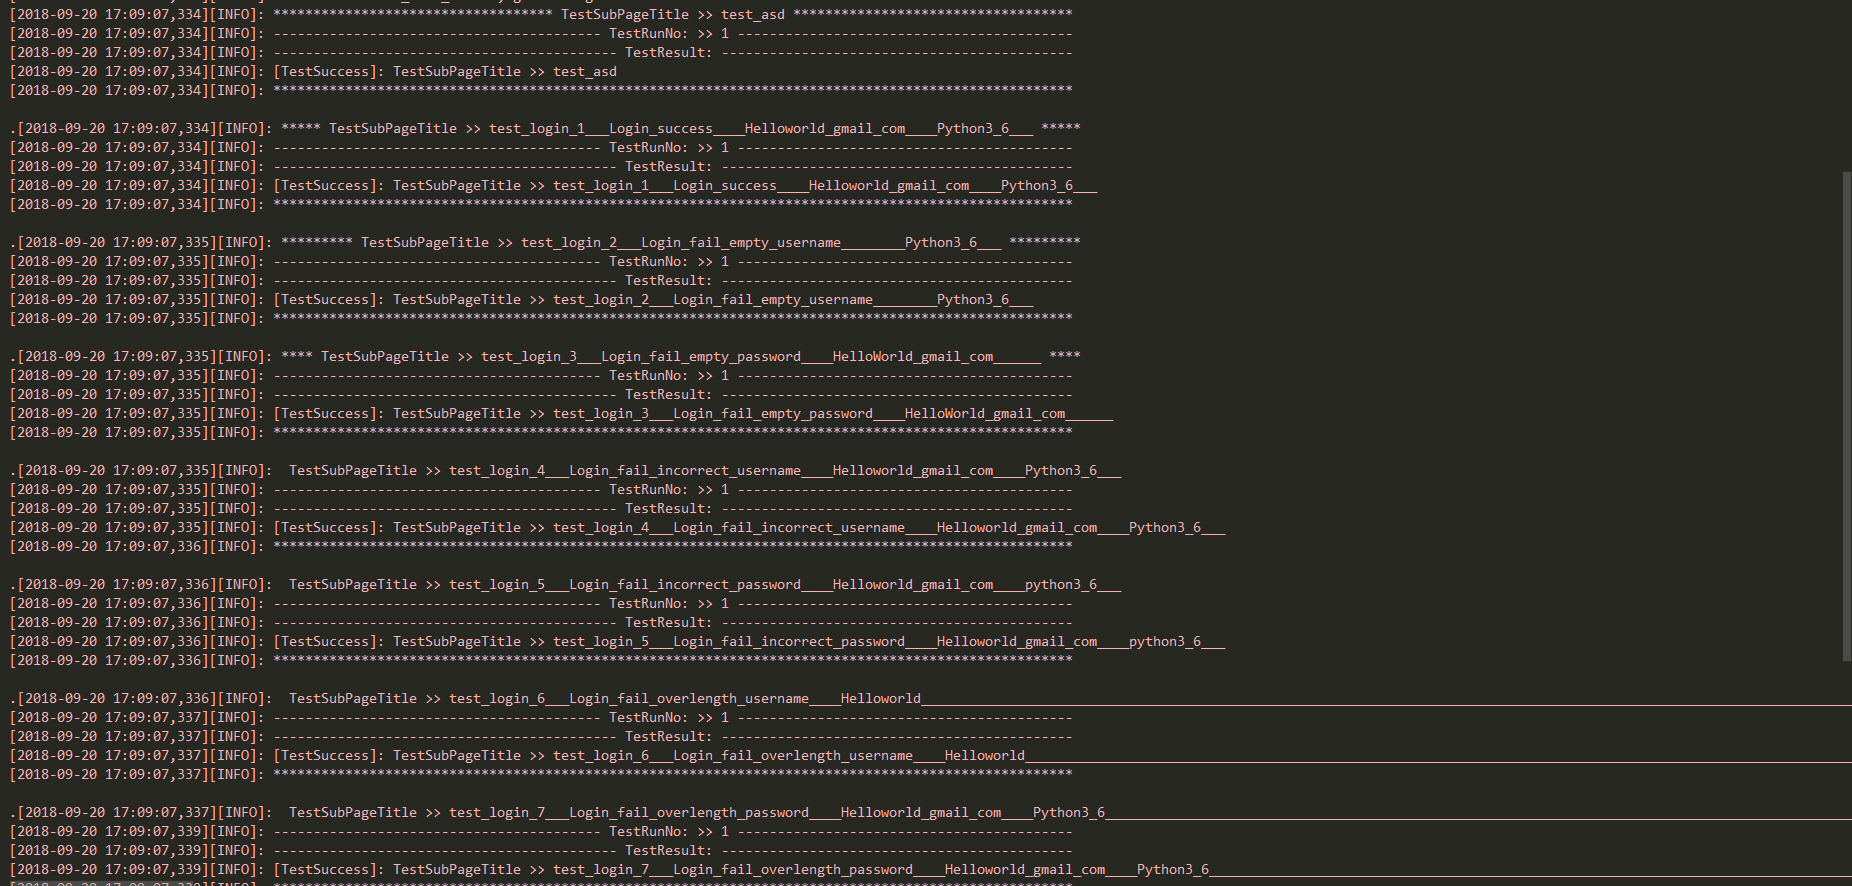 [2018-09-20 17:09:07,334][INFO]: *********************************** TestSubPageTitle >> test_asd ***********************************
[2018-09-20 17:09:07,334][INFO]: ----------------------------------------- TestRunNo: >> 1 ------------------------------------------
[2018-09-20 17:09:07,334][INFO]: ------------------------------------------- TestResult: --------------------------------------------
[2018-09-20 17:09:07,334][INFO]: [TestSuccess]: TestSubPageTitle >> test_asd
[2018-09-20 17:09:07,334][INFO]: ****************************************************************************************************
.[2018-09-20 17:09:07,334][INFO]: ***** TestSubPageTitle >> test_login_1___Login_success____Helloworld_gmail_com____Python3_6___ *****
[2018-09-20 17:09:07,334][INFO]: ----------------------------------------- TestRunNo: >> 1 ------------------------------------------
[2018-09-20 17:09:07,334][INFO]: ------------------------------------------- TestResult: --------------------------------------------
[2018-09-20 17:09:07,334][INFO]: [TestSuccess]: TestSubPageTitle >> test_login_1___Login_success____Helloworld_gmail_com____Python3_6___
[2018-09-20 17:09:07,334][INFO]: ****************************************************************************************************
.[2018-09-20 17:09:07,335][INFO]: ********* TestSubPageTitle >> test_login_2___Login_fail_empty_username________Python3_6___ *********
[2018-09-20 17:09:07,335][INFO]: ----------------------------------------- TestRunNo: >> 1 ------------------------------------------
[2018-09-20 17:09:07,335][INFO]: ------------------------------------------- TestResult: --------------------------------------------
[2018-09-20 17:09:07,335][INFO]: [TestSuccess]: TestSubPageTitle >> test_login_2___Login_fail_empty_username________Python3_6___
[2018-09-20 17:09:07,335][INFO]: ****************************************************************************************************
.[2018-09-20 17:09:07,335][INFO]: **** TestSubPageTitle >> test_login_3___Login_fail_empty_password____HelloWorld_gmail_com______ ****
[2018-09-20 17:09:07,335][INFO]: ----------------------------------------- TestRunNo: >> 1 ------------------------------------------
[2018-09-20 17:09:07,335][INFO]: ------------------------------------------- TestResult: --------------------------------------------
[2018-09-20 17:09:07,335][INFO]: [TestSuccess]: TestSubPageTitle >> test_login_3___Login_fail_empty_password____HelloWorld_gmail_com______
[2018-09-20 17:09:07,335][INFO]: ****************************************************************************************************
.[2018-09-20 17:09:07,335][INFO]:  TestSubPageTitle >> test_login_4___Login_fail_incorrect_username____Helloworld_gmail_com____Python3_6___
[2018-09-20 17:09:07,335][INFO]: ----------------------------------------- TestRunNo: >> 1 ------------------------------------------
[2018-09-20 17:09:07,335][INFO]: ------------------------------------------- TestResult: --------------------------------------------
[2018-09-20 17:09:07,335][INFO]: [TestSuccess]: TestSubPageTitle >> test_login_4___Login_fail_incorrect_username____Helloworld_gmail_com____Python3_6___
[2018-09-20 17:09:07,336][INFO]: ****************************************************************************************************
.[2018-09-20 17:09:07,336][INFO]:  TestSubPageTitle >> test_login_5___Login_fail_incorrect_password____Helloworld_gmail_com____python3_6___
[2018-09-20 17:09:07,336][INFO]: ----------------------------------------- TestRunNo: >> 1 ------------------------------------------
[2018-09-20 17:09:07,336][INFO]: ------------------------------------------- TestResult: --------------------------------------------
[2018-09-20 17:09:07,336][INFO]: [TestSuccess]: TestSubPageTitle >> test_login_5___Login_fail_incorrect_password____Helloworld_gmail_com____python3_6___
[2018-09-20 17:09:07,336][INFO]: ****************************************************************************************************
.[2018-09-20 17:09:07,336][INFO]:  TestSubPageTitle >> test_login_6___Login_fail_overlength_username____Helloworld____________________________________________________________________________________________________________________
[2018-09-20 17:09:07,337][INFO]: ----------------------------------------- TestRunNo: >> 1 ------------------------------------------
[2018-09-20 17:09:07,337][INFO]: ------------------------------------------- TestResult: --------------------------------------------
[2018-09-20 17:09:07,337][INFO]: [TestSuccess]: TestSubPageTitle >> test_login_6___Login_fail_overlength_username____Helloworld_______________________________________________________________________________________________________
[2018-09-20 17:09:07,337][INFO]: ****************************************************************************************************
.[2018-09-20 17:09:07,337][INFO]:  TestSubPageTitle >> test_login_7___Login_fail_overlength_password____Helloworld_gmail_com____Python3_6_____________________________________________________________________________________________
[2018-09-20 17:09:07,339][INFO]: ----------------------------------------- TestRunNo: >> 1 ------------------------------------------
[2018-09-20 17:09:07,339][INFO]: ------------------------------------------- TestResult: --------------------------------------------
[2018-09-20 17:09:07,339][INFO]: [TestSuccess]: TestSubPageTitle >> test_login_7___Login_fail_overlength_password____Helloworld_gmail_com____Python3_6________________________________________________________________________________